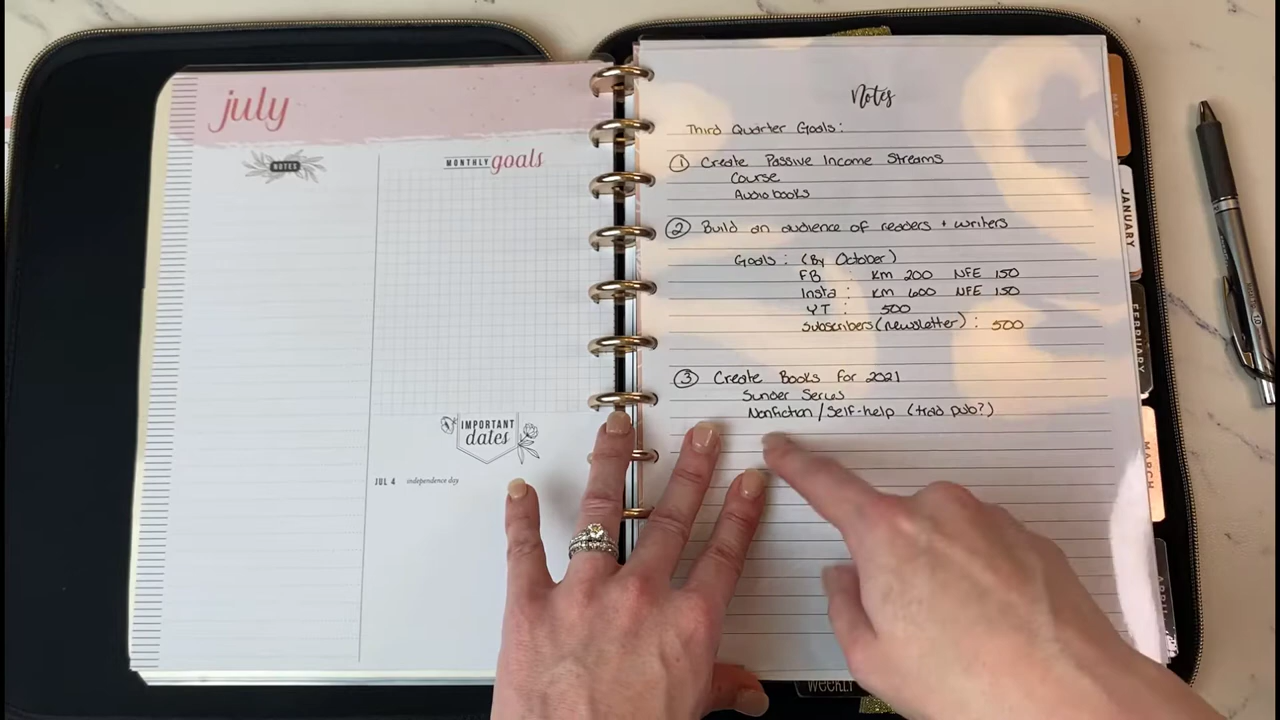 july
NOTES
MONTHLY goals
IMPORTANT
dates
JUL 4 independence day
Notes
Third Quarter Goals:
① Create Passive Income Streams
Course
Audiobooks
② Build an audience of readers + writers
Goals: (By October)
FB : KM 200 NFE 150
Insta : KM 600 NFE 150
YT : 500
Subscribers (newsletter) : 500
③ Create Books for 2021
Sunder Series
Nonfiction/Self-help (trad pub?)
MAY
JANUARY
FEBRUARY
MARCH
APRIL
WEEKLY